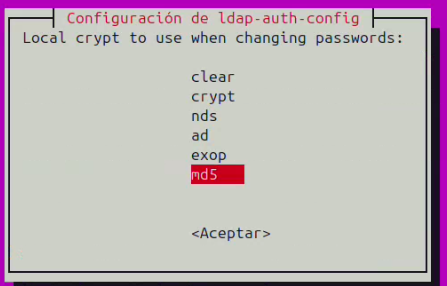 Configuración de ldap-auth-config
Local crypt to use when changing passwords:
clear
crypt
nds
ad
exop
md5
<Aceptar>